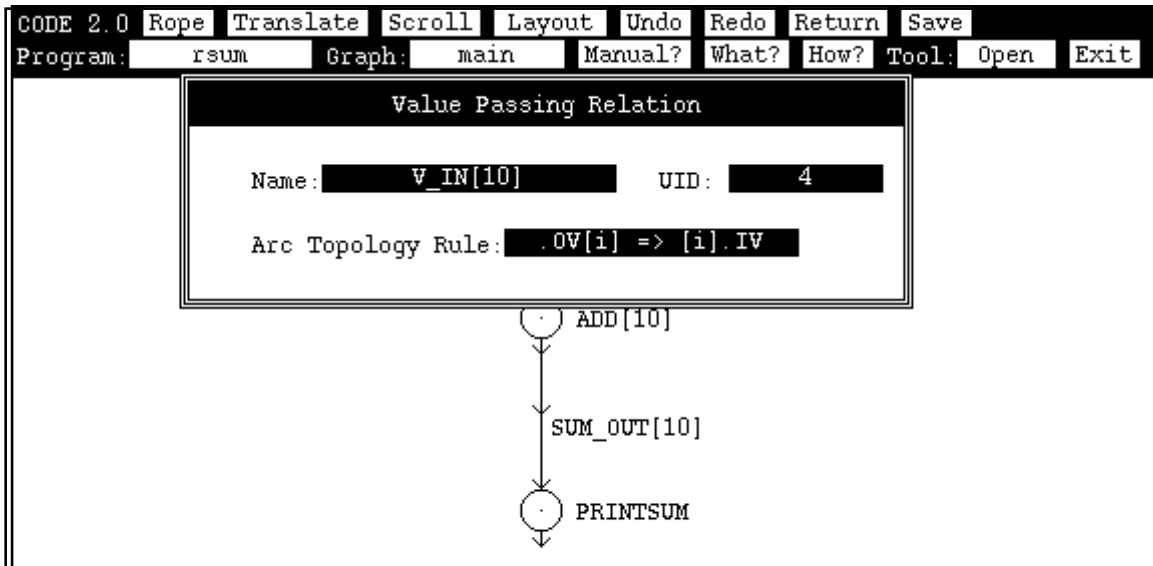 CODE 2.0 Rope Translate Scroll Layout Undo Redo Return Save
Program: rsum Graph: main Manual? What? How? Tool: Open Exit
Value Passing Relation
Name: V_IN[10] UID: 4
Arc Topology Rule: .OV[i] => [i].IV
ADD[10]
SUM_OUT[10]
PRINTSUM